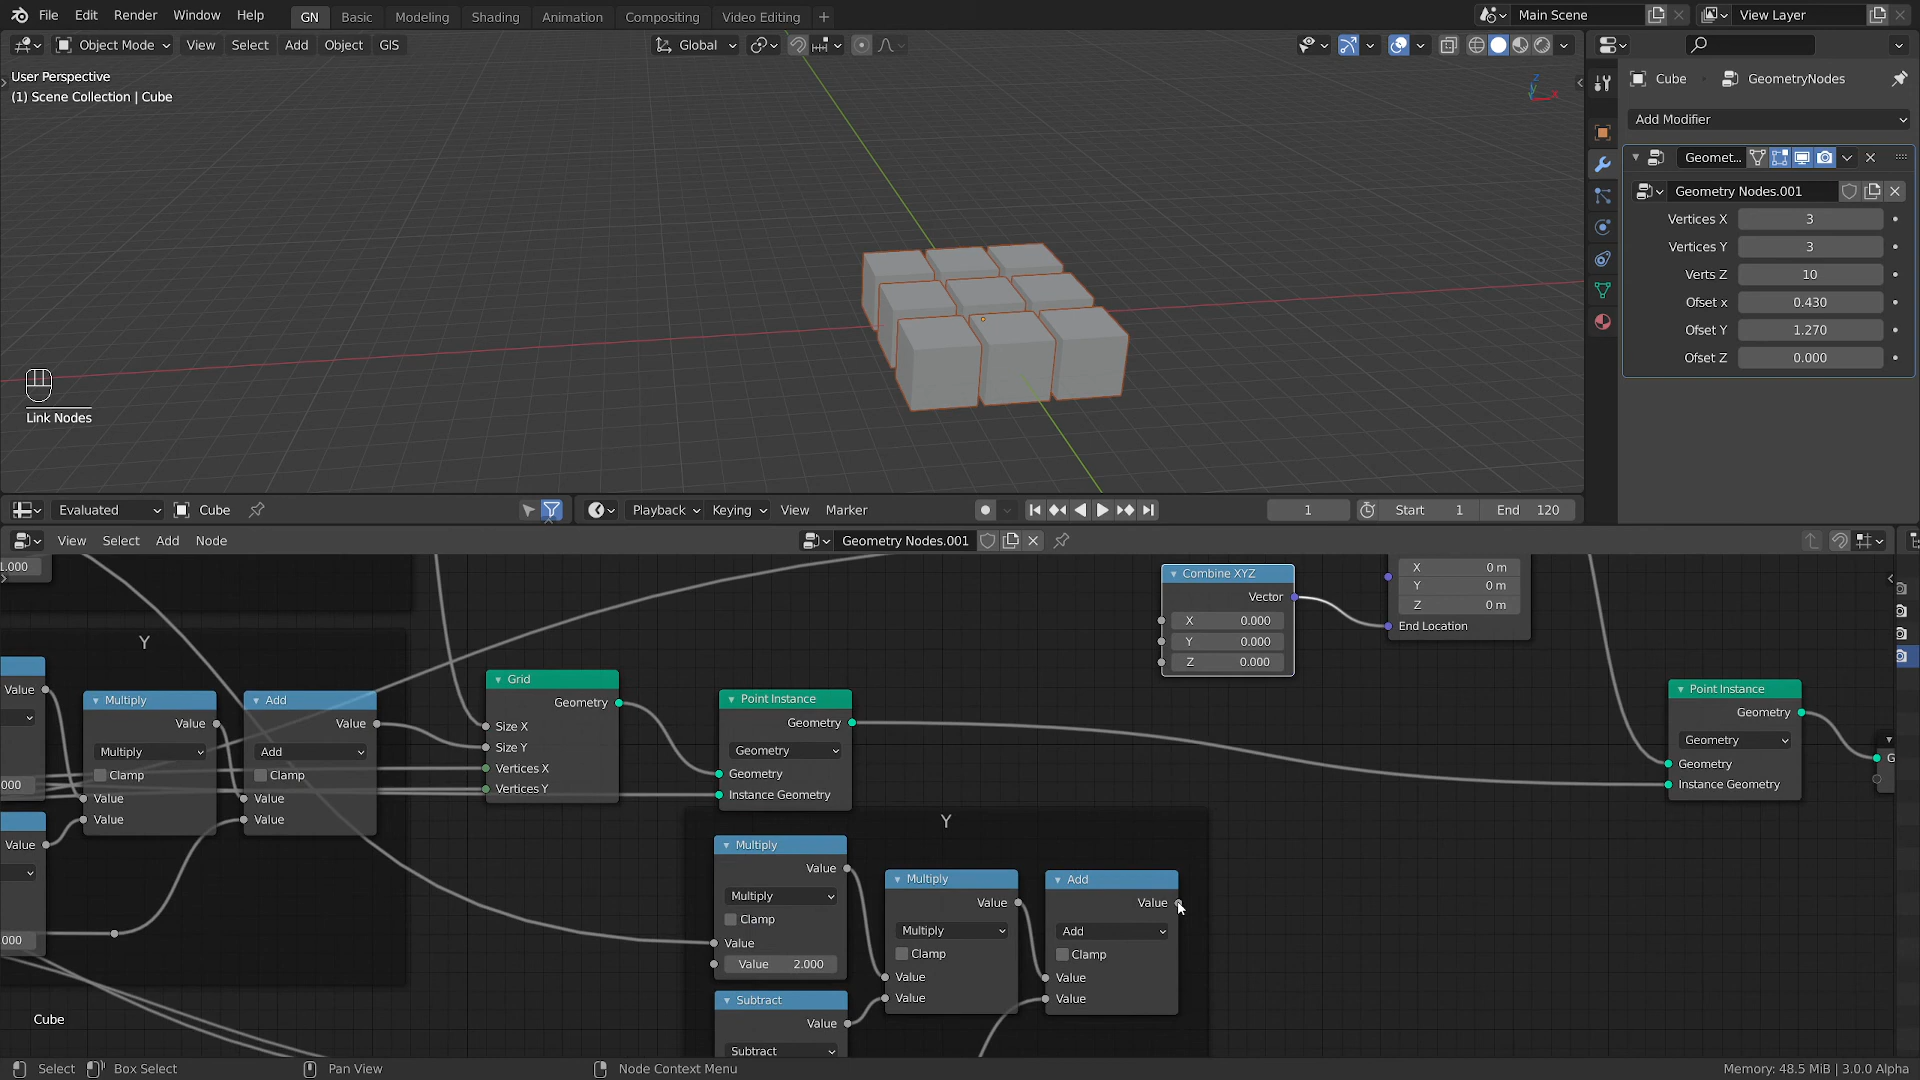 File Edit Render Window Help GN Basic Modeling Shading Animation Compositing Video Editing + Main Scene View Layer
Object Mode View Select Add Object GIS Global
User Perspective
(1) Scene Collection | Cube
Z
Y
X
Link Nodes
Cube GeometryNodes
Add Modifier
Geomet...
Geometry Nodes.001
Vertices X 3
Vertices Y 3
Verts Z 10
Ofset x 0.430
Ofset Y 1.270
Ofset Z 0.000
Evaluated Cube Playback Keying View Marker 1 Start 1 End 120
View Select Add Node Geometry Nodes.001
1.000
Y
Value
000
Value
000
Multiply
Value
Multiply
Clamp
Value
Value
Add
Value
Add
Clamp
Value
Value
Grid
Geometry
Size X
Size Y
Vertices X
Vertices Y
Point Instance
Geometry
Geometry
Geometry
Instance Geometry
Combine XYZ
Vector
X 0.000
Y 0.000
Z 0.000
X 0 m
Y 0 m
Z 0 m
End Location
Point Instance
Geometry
Geometry
Geometry
Instance Geometry
G
Y
Multiply
Value
Multiply
Clamp
Value
Value 2.000
Subtract
Value
Subtract
Multiply
Value
Multiply
Clamp
Value
Value
Add
Value
Add
Clamp
Value
Value
Cube
Select Box Select Pan View Node Context Menu Memory: 48.5 MiB | 3.0.0 Alpha